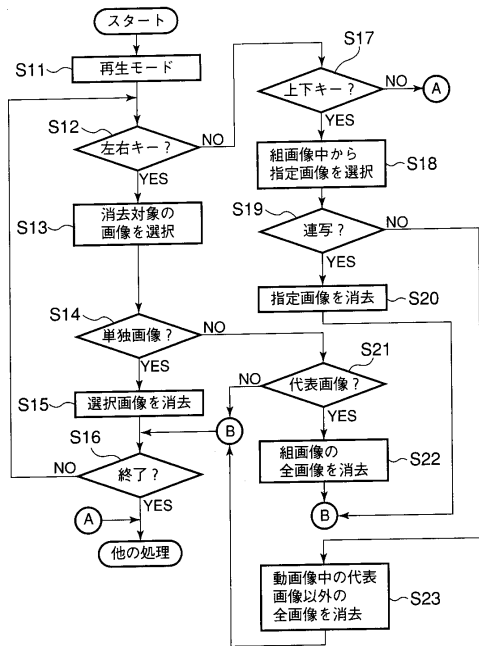 スタート
S11
再生モード
S12
左右キー？
NO
YES
S13
消去対象の
画像を選択
S14
単独画像？
NO
YES
S15
選択画像を消去
S16
終了？
NO
YES
A
他の処理
S17
上下キー？
NO
A
YES
組画像中から
指定画像を選択
S18
S19
連写？
NO
YES
指定画像を消去
S20
S21
代表画像？
NO
YES
B
組画像の
全画像を消去
S22
B
動画像中の代表
画像以外の
全画像を消去
S23